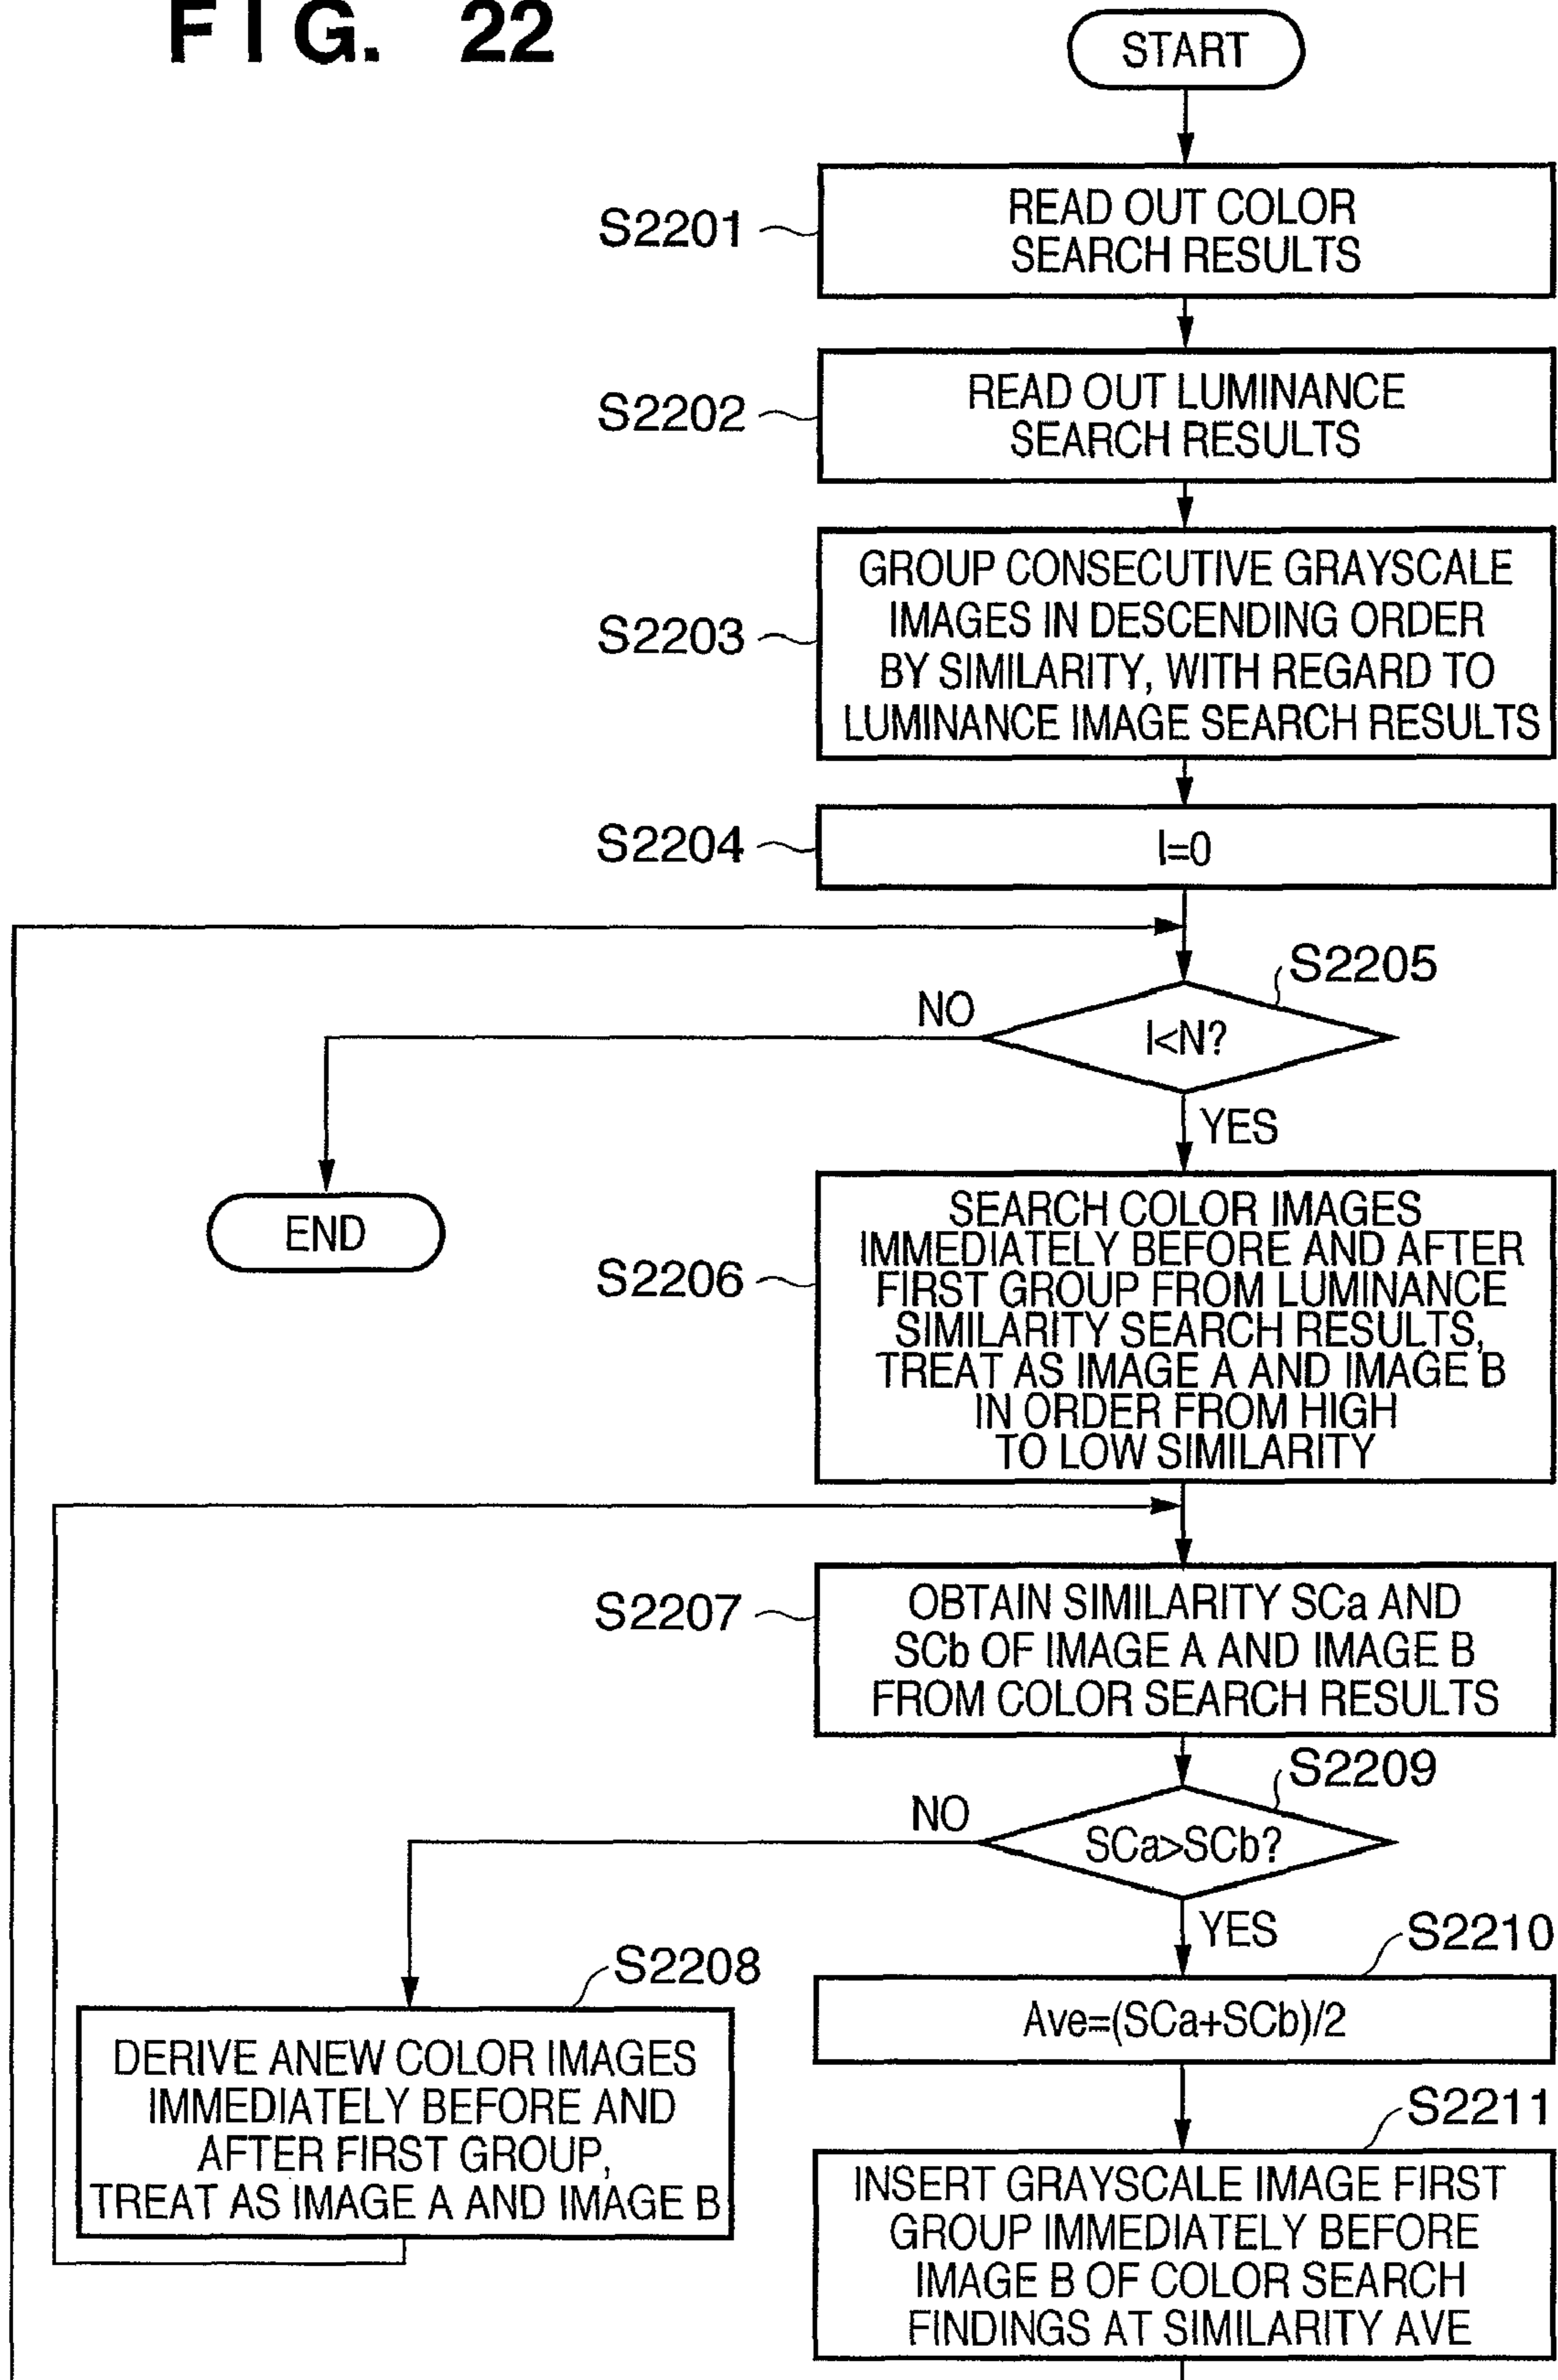 FIG. 22
START
S2201
READ OUT COLOR
SEARCH RESULTS
S2202
READ OUT LUMINANCE
SEARCH RESULTS
S2203
GROUP CONSECUTIVE GRAYSCALE
IMAGES IN DESCENDING ORDER
BY SIMILARITY, WITH REGARD TO
LUMINANCE IMAGE SEARCH RESULTS
S2204
I=0
S2205
I<N?
NO
YES
END
S2206
SEARCH COLOR IMAGES
IMMEDIATELY BEFORE AND AFTER
FIRST GROUP FROM LUMINANCE
SIMILARITY SEARCH RESULTS,
TREAT AS IMAGE A AND IMAGE B
IN ORDER FROM HIGH
TO LOW SIMILARITY
S2207
OBTAIN SIMILARITY SCa AND
SCb OF IMAGE A AND IMAGE B
FROM COLOR SEARCH RESULTS
S2209
SCa>SCb?
NO
YES
S2208
DERIVE ANEW COLOR IMAGES
IMMEDIATELY BEFORE AND
AFTER FIRST GROUP,
TREAT AS IMAGE A AND IMAGE B
S2210
Ave=(SCa+SCb)/2
S2211
INSERT GRAYSCALE IMAGE FIRST
GROUP IMMEDIATELY BEFORE
IMAGE B OF COLOR SEARCH
FINDINGS AT SIMILARITY AVE